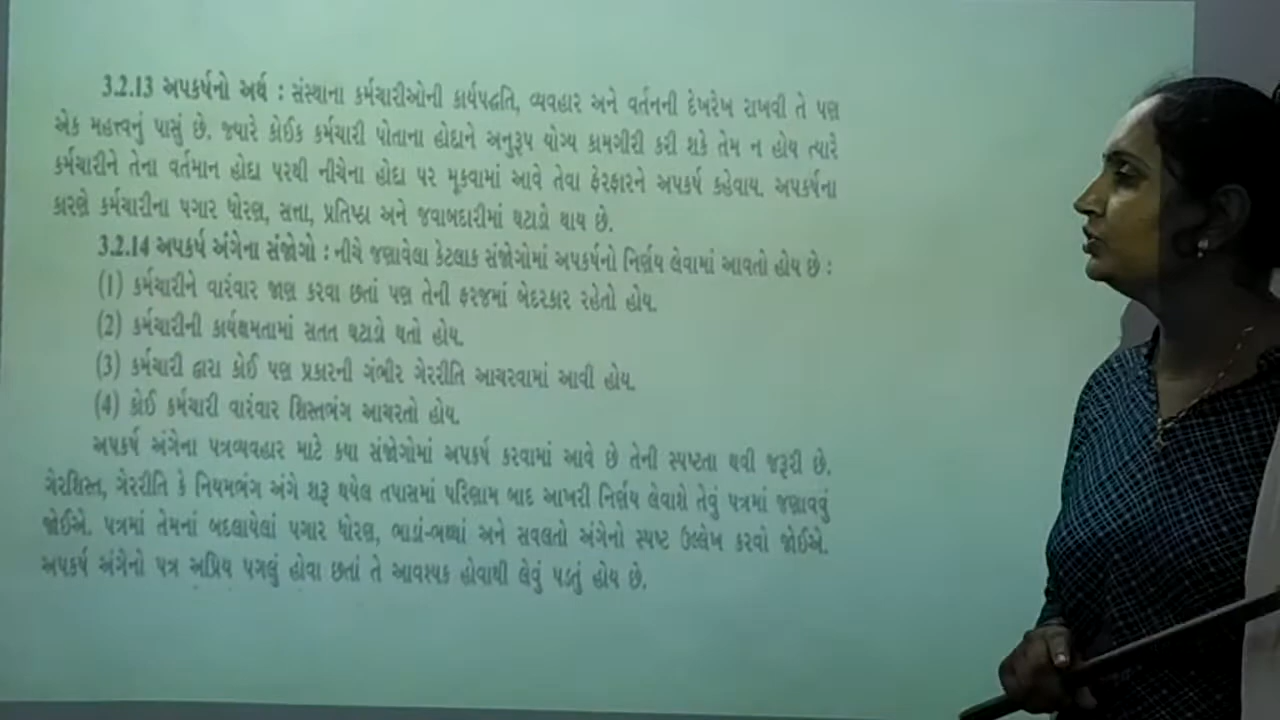 3.2.13 અપકર્ષનો અર્થ : સંસ્થાના કર્મચારીઓની કાર્યપદ્ધતિ, વ્યવહાર અને વર્તનની દેખરેખ રાખવી તે પણ
એક મહત્ત્વનું પાસું છે. જ્યારે કોઈક કર્મચારી પોતાના હોદ્દાને અનુરૂપ યોગ્ય કામગીરી કરી શકે તેમ ન હોય ત્યારે
કર્મચારીને તેના વર્તમાન હોદ્દા પરથી નીચેના હોદ્દા પર મૂકવામાં આવે તેવા ફેરફારને અપકર્ષ કહેવાય. અપકર્ષના
કારણે કર્મચારીના પગાર ધોરણ, સત્તા, પ્રતિષ્ઠા અને જવાબદારીમાં ઘટાડો થાય છે.
3.2.14 અપકર્ષ અંગેના સંજોગો : નીચે જણાવેલા કેટલાક સંજોગોમાં અપકર્ષનો નિર્ણય લેવામાં આવતો હોય છે :
(1) કર્મચારીને વારંવાર જાણ કરવા છતાં પણ તેની ફરજમાં બેદરકાર રહેતો હોય.
(2) કર્મચારીની કાર્યક્ષમતામાં સતત ઘટાડો થતો હોય.
(3) કર્મચારી દ્વારા કોઈ પણ પ્રકારની ગંભીર ગેરરીતિ આચરવામાં આવી હોય.
(4) કોઈ કર્મચારી વારંવાર શિસ્તભંગ આચરતો હોય.
અપકર્ષ અંગેના પત્રવ્યવહાર માટે કયા સંજોગોમાં અપકર્ષ કરવામાં આવે છે તેની સ્પષ્ટતા થવી જરૂરી છે.
ગેરશિસ્ત, ગેરરીતિ કે નિયમભંગ અંગે શરૂ થયેલ તપાસમાં પરિણામ બાદ આખરી નિર્ણય લેવાશે તેવું પત્રમાં જણાવવું
જોઈએ. પત્રમાં તેમનાં બદલાયેલાં પગાર ધોરણ, ભાડાં-ભથ્થાં અને સવલતો અંગેનો સ્પષ્ટ ઉલ્લેખ કરવો જોઈએ.
અપકર્ષ અંગેનો પત્ર અપ્રિય પગલું હોવા છતાં તે આવશ્યક હોવાથી લેવું પડતું હોય છે.